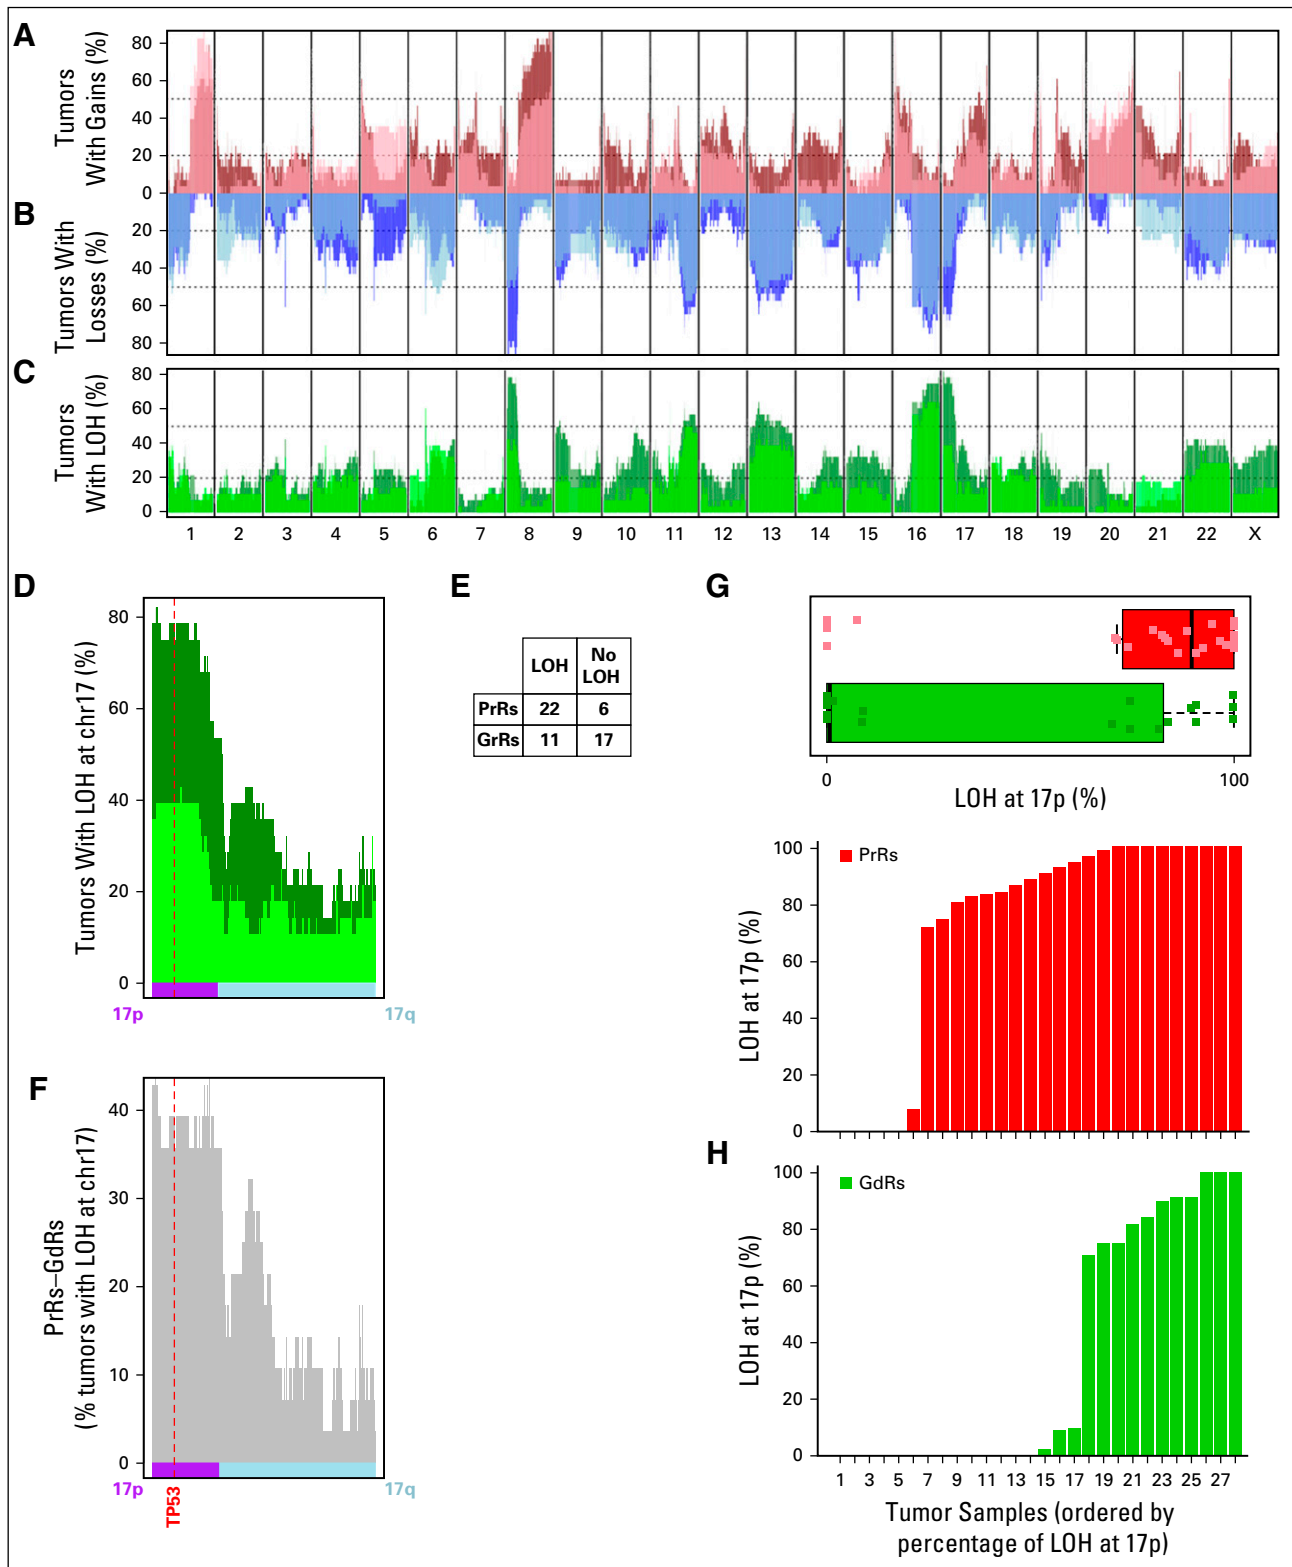 A
Tumors
With Gains (%)
80
60
40
20
0
B
Tumors With
Losses (%)
20
40
60
80
C
Tumors
With LOH (%)
80
60
40
20
0
1 2 3 4 5 6 7 8 9 10 11 12 13 14 15 16 17 18 19 20 21 22 X
D
Tumors With LOH at chr17 (%)
80
60
40
20
0
17p 17q
E
LOH No LOH
PrRs 22 6
GrRs 11 17
F
PrRs–GdRs
(% tumors with LOH at chr17)
40
30
20
10
0
17p 17q
TP53
G
0 100
LOH at 17p (%)
PrRs
LOH at 17p (%)
100
80
60
40
20
0
H
GdRs
LOH at 17p (%)
100
80
60
40
20
0
1 3 5 7 9 11 13 15 17 19 21 23 25 27
Tumor Samples (ordered by
percentage of LOH at 17p)